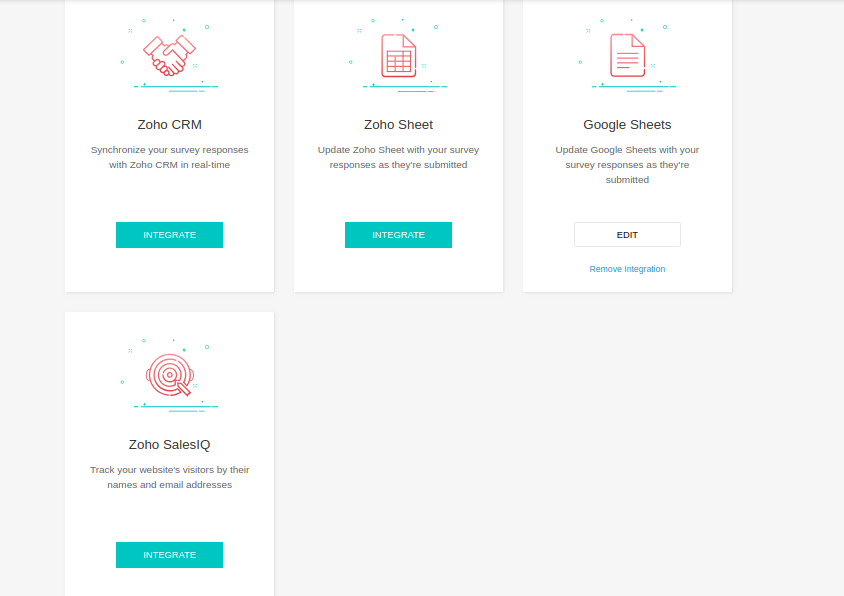 Zoho CRM
Synchronize your survey responses
with Zoho CRM in real-time
INTEGRATE
Zoho Sheet
Update Zoho Sheet with your survey
responses as they're submitted
INTEGRATE
Google Sheets
Update Google Sheets with your
survey responses as they're
submitted
EDIT
Remove Integration
Zoho SalesIQ
Track your website's visitors by their
names and email addresses
INTEGRATE